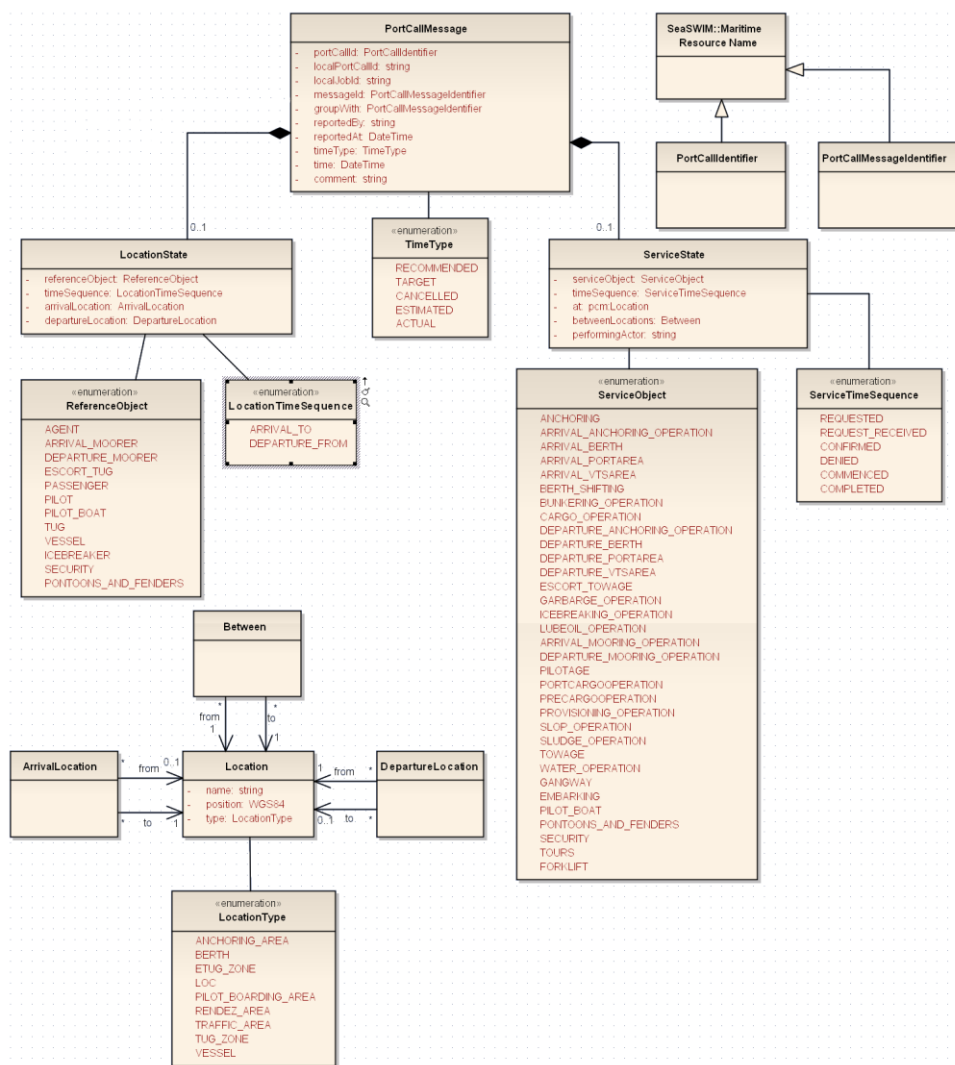 PortCallMessage
- portCallId: PortCallIdentifier
- localPortCallId: string
- localJobId: string
- messageId: PortCallMessageIdentifier
- groupWith: PortCallMessageIdentifier
- reportedBy: string
- reportedAt: DateTime
- timeType: TimeType
- time: DateTime
- comment: string
SeaSWIM::Maritime
Resource Name
PortCallIdentifier
PortCallMessageIdentifier
0..1
0..1
LocationState
- referenceObject: ReferenceObject
- timeSequence: LocationTimeSequence
- arrivalLocation: ArrivalLocation
- departureLocation: DepartureLocation
«enumeration»
TimeType
RECOMMENDED
TARGET
CANCELLED
ESTIMATED
ACTUAL
ServiceState
- serviceObject: ServiceObject
- timeSequence: ServiceTimeSequence
- at: pcm:Location
- betweenLocations: Between
- performingActor: string
«enumeration»
ReferenceObject
AGENT
ARRIVAL_MOORER
DEPARTURE_MOORER
ESCORT_TUG
PASSENGER
PILOT
PILOT_BOAT
TUG
VESSEL
ICEBREAKER
SECURITY
PONTOONS_AND_FENDERS
«enumeration»
LocationTimeSequence
ARRIVAL_TO
DEPARTURE_FROM
«enumeration»
ServiceObject
ANCHORING
ARRIVAL_ANCHORING_OPERATION
ARRIVAL_BERTH
ARRIVAL_PORTAREA
ARRIVAL_VTSAREA
BERTH_SHIFTING
BUNKERING_OPERATION
CARGO_OPERATION
DEPARTURE_ANCHORING_OPERATION
DEPARTURE_BERTH
DEPARTURE_PORTAREA
DEPARTURE_VTSAREA
ESCORT_TOWAGE
GARBARGE_OPERATION
ICEBREAKING_OPERATION
LUBEOIL_OPERATION
ARRIVAL_MOORING_OPERATION
DEPARTURE_MOORING_OPERATION
PILOTAGE
PORTCARGOOPERATION
PRECARGOOPERATION
PROVISIONING_OPERATION
SLOP_OPERATION
SLUDGE_OPERATION
TOWAGE
WATER_OPERATION
GANGWAY
EMBARKING
PILOT_BOAT
PONTOONS_AND_FENDERS
SECURITY
TOURS
FORKLIFT
«enumeration»
ServiceTimeSequence
REQUESTED
REQUEST_RECEIVED
CONFIRMED
DENIED
COMMENCED
COMPLETED
Between
* *
from to
1 1
ArrivalLocation
* from 0..1
* to 1
Location
- name: string
- position: WGS84
- type: LocationType
1 from *
0..1 to *
DepartureLocation
«enumeration»
LocationType
ANCHORING_AREA
BERTH
ETUG_ZONE
LOC
PILOT_BOARDING_AREA
RENDEZ_AREA
TRAFFIC_AREA
TUG_ZONE
VESSEL